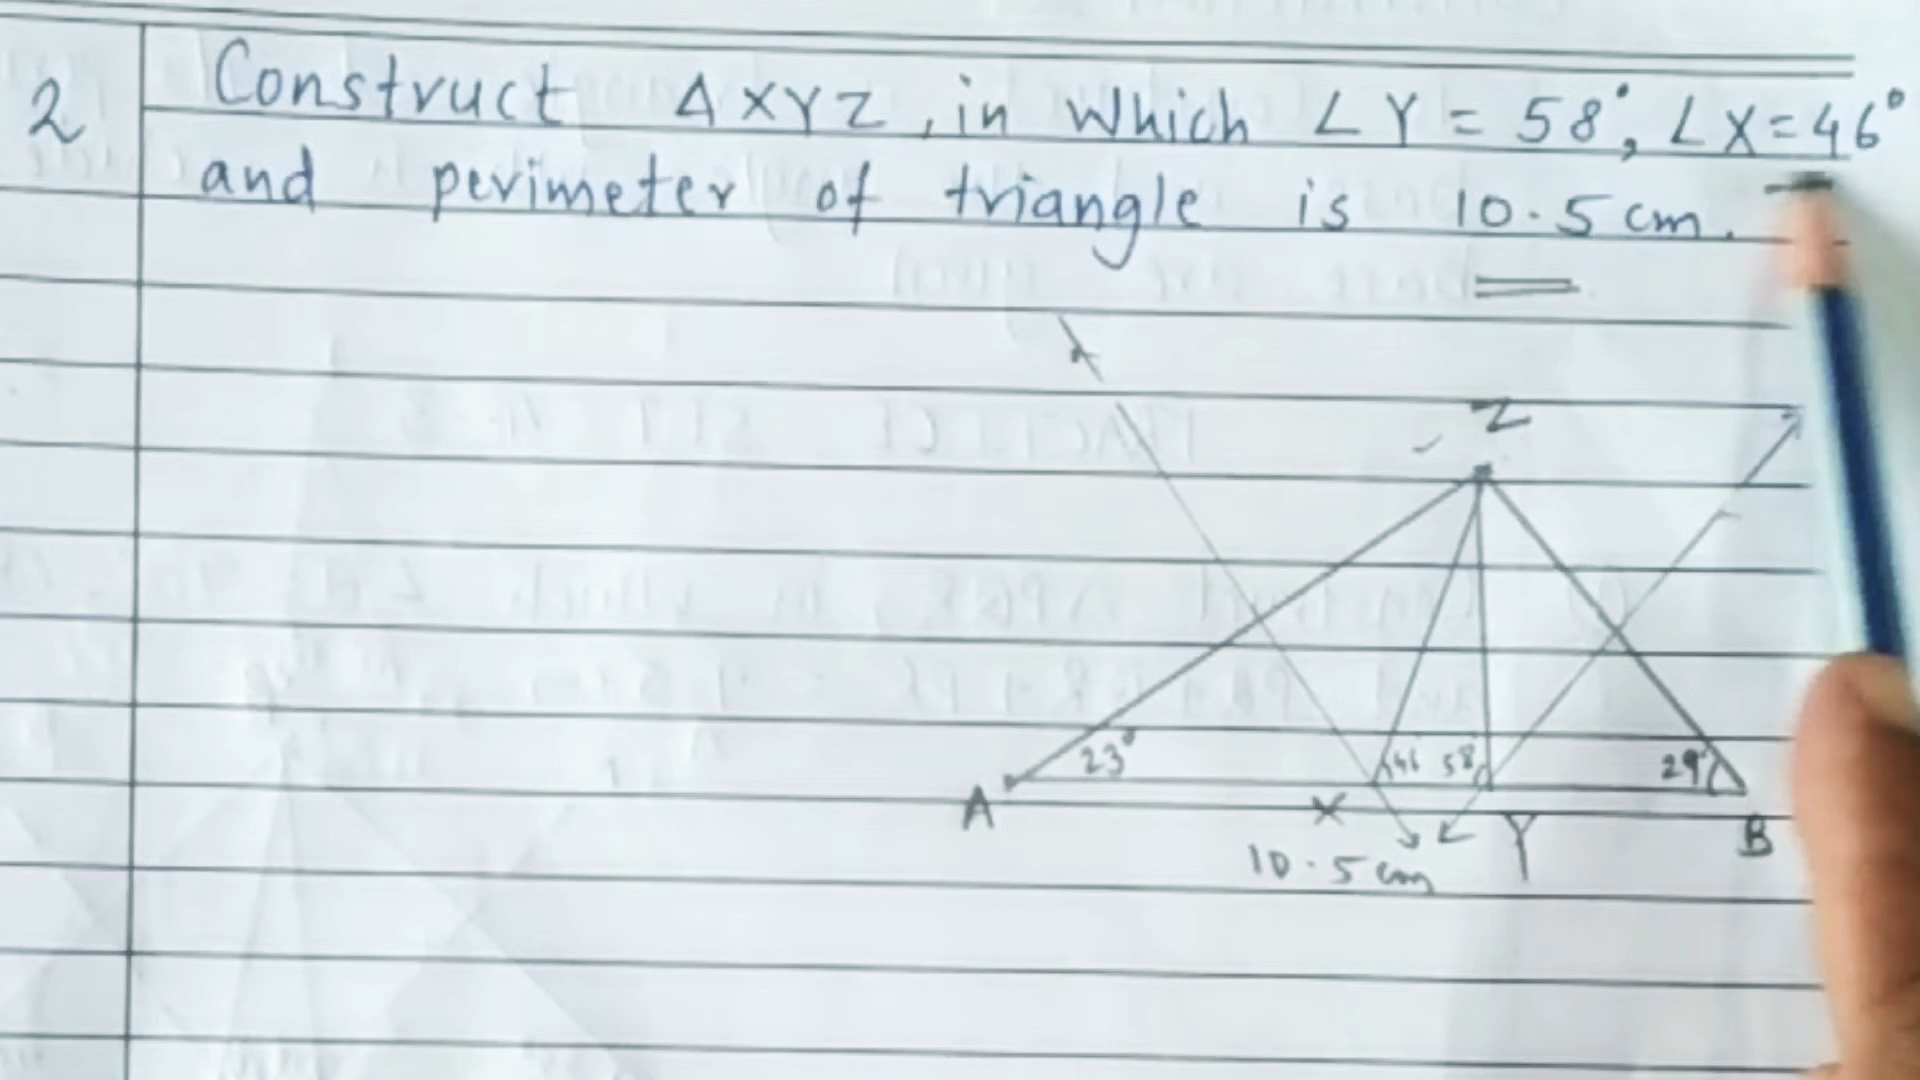 2 Construct Δ XYZ, in Which ∠Y = 58°, ∠X = 46°
and perimeter of triangle is 10.5 cm.
Z
23° 46 58° 29°
A X Y B
10.5 cm